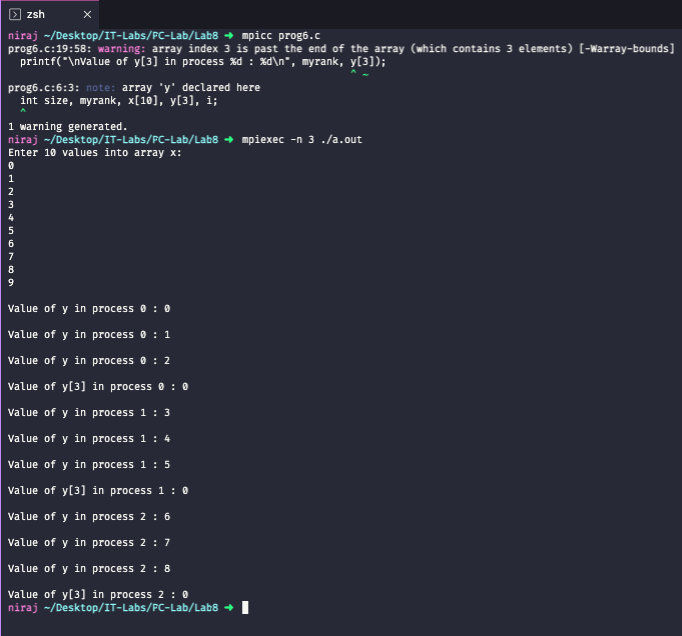 zsh
niraj ~/Desktop/IT-Labs/PC-Lab/Lab8 ➜ mpicc prog6.c
prog6.c:19:58: warning: array index 3 is past the end of the array (which contains 3 elements) [-Warray-bounds]
printf("\nValue of y[3] in process %d : %d\n", myrank, y[3]);
^ ~
prog6.c:6:3: note: array 'y' declared here
int size, myrank, x[10], y[3], i;
^
1 warning generated.
niraj ~/Desktop/IT-Labs/PC-Lab/Lab8 ➜ mpiexec -n 3 ./a.out
Enter 10 values into array x:
0
1
2
3
4
5
6
7
8
9
Value of y in process 0 : 0
Value of y in process 0 : 1
Value of y in process 0 : 2
Value of y[3] in process 0 : 0
Value of y in process 1 : 3
Value of y in process 1 : 4
Value of y in process 1 : 5
Value of y[3] in process 1 : 0
Value of y in process 2 : 6
Value of y in process 2 : 7
Value of y in process 2 : 8
Value of y[3] in process 2 : 0
niraj ~/Desktop/IT-Labs/PC-Lab/Lab8 ➜